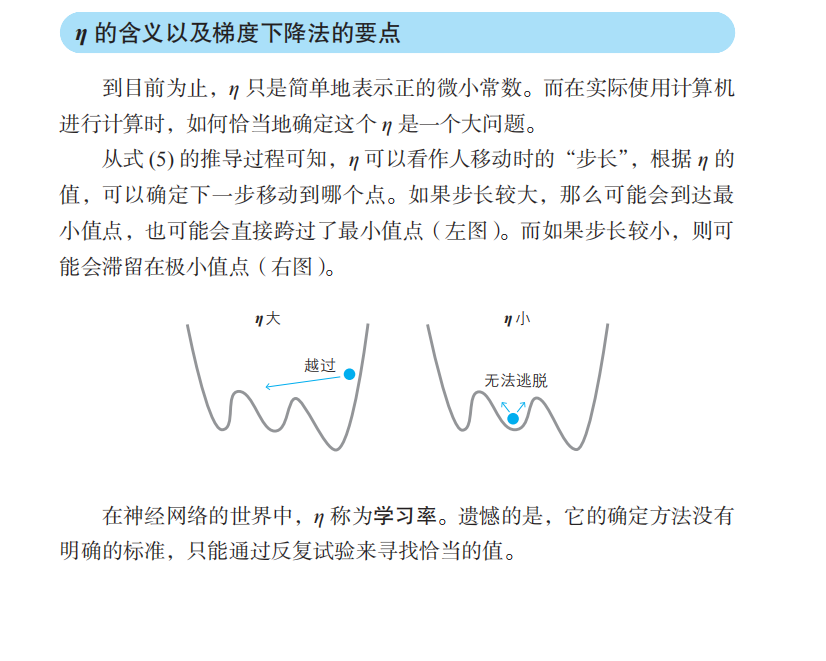 η 的含义以及梯度下降法的要点
到目前为止，η 只是简单地表示正的微小常数。而在实际使用计算机
进行计算时，如何恰当地确定这个 η 是一个大问题。
从式 (5) 的推导过程可知，η 可以看作人移动时的“步长”，根据 η 的
值，可以确定下一步移动到哪个点。如果步长较大，那么可能会到达最
小值点，也可能会直接跨过了最小值点（左图）。而如果步长较小，则可
能会滞留在极小值点（右图）。
η 大
越过
η 小
无法逃脱
在神经网络的世界中，η 称为学习率。遗憾的是，它的确定方法没有
明确的标准，只能通过反复试验来寻找恰当的值。